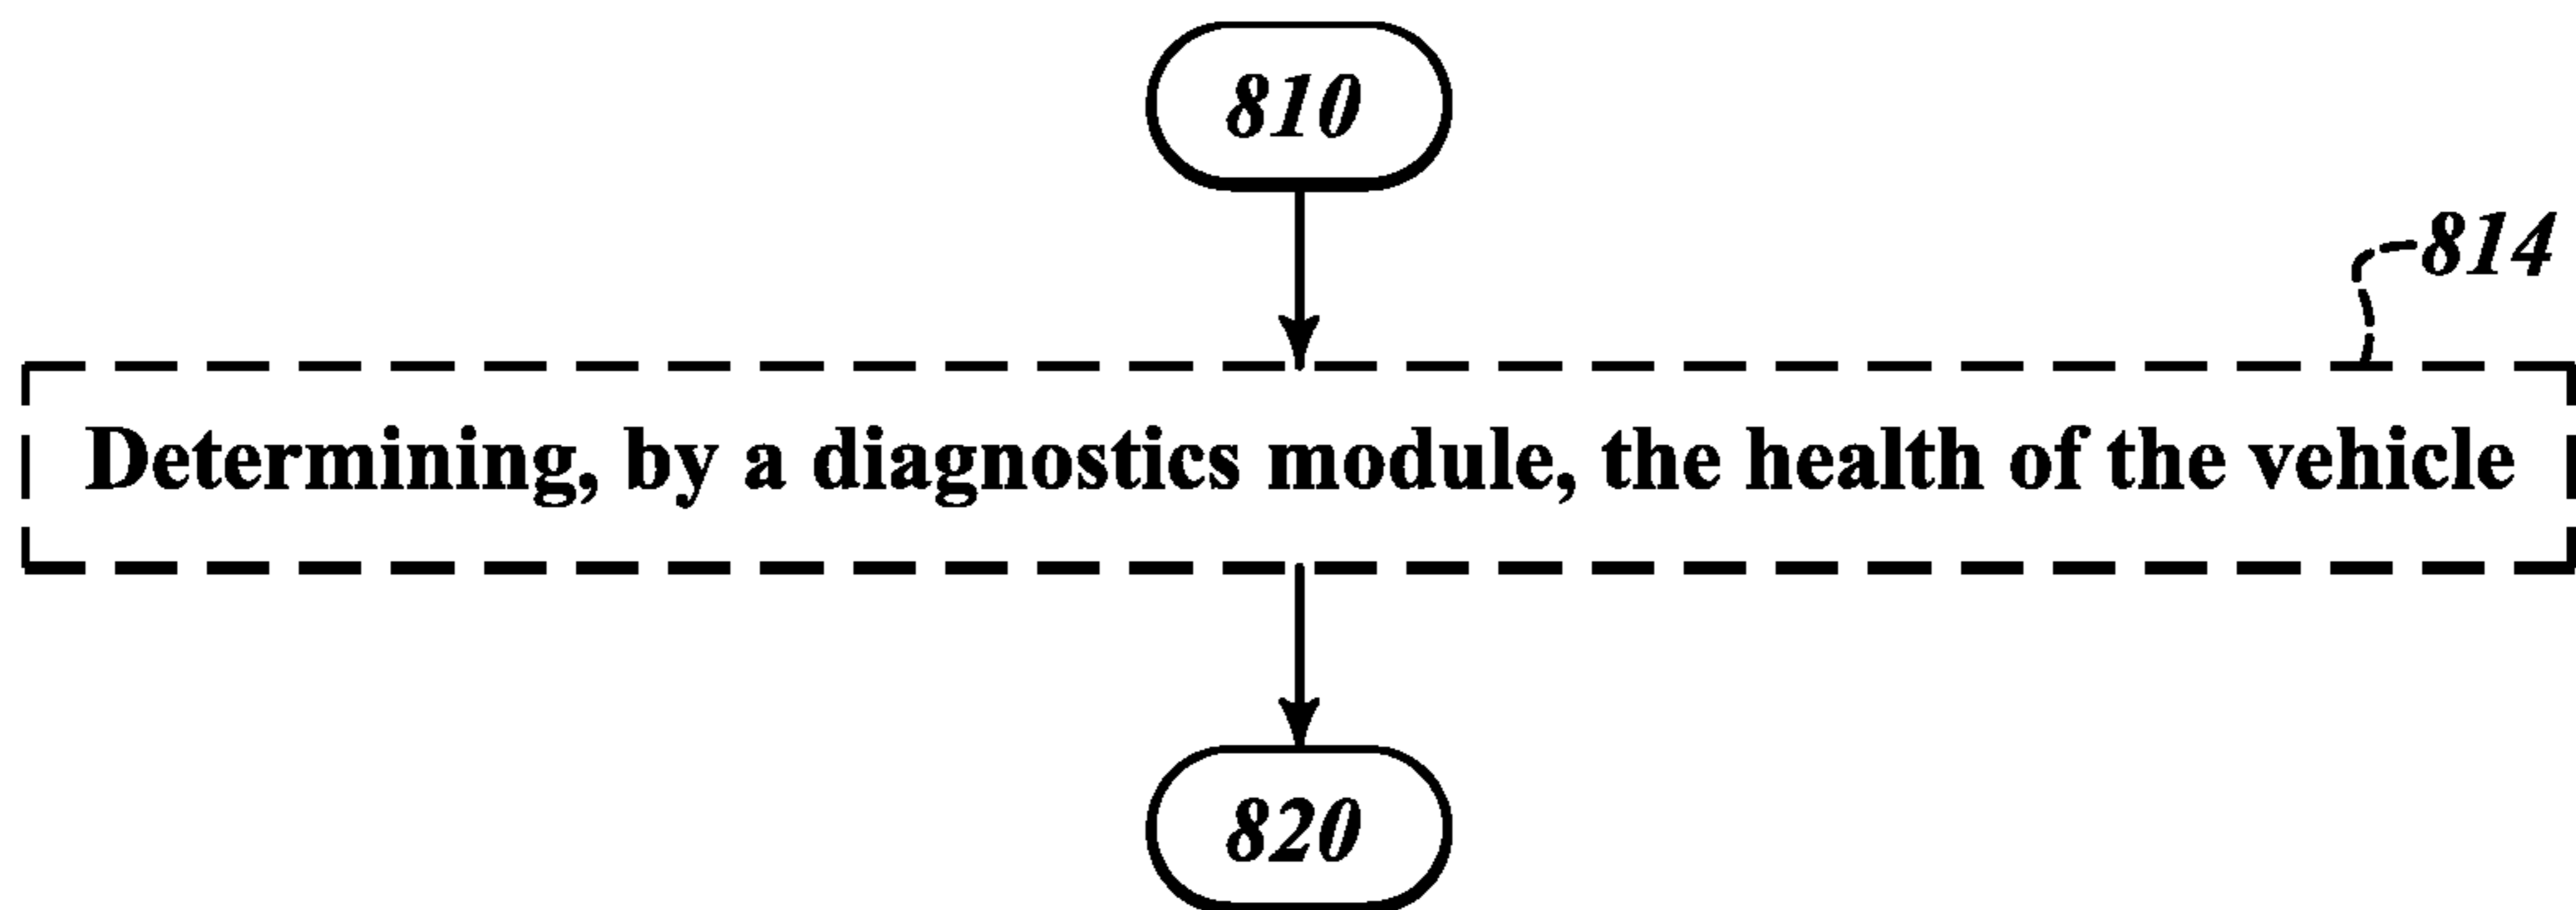 810
814
Determining, by a diagnostics module, the health of the vehicle
820